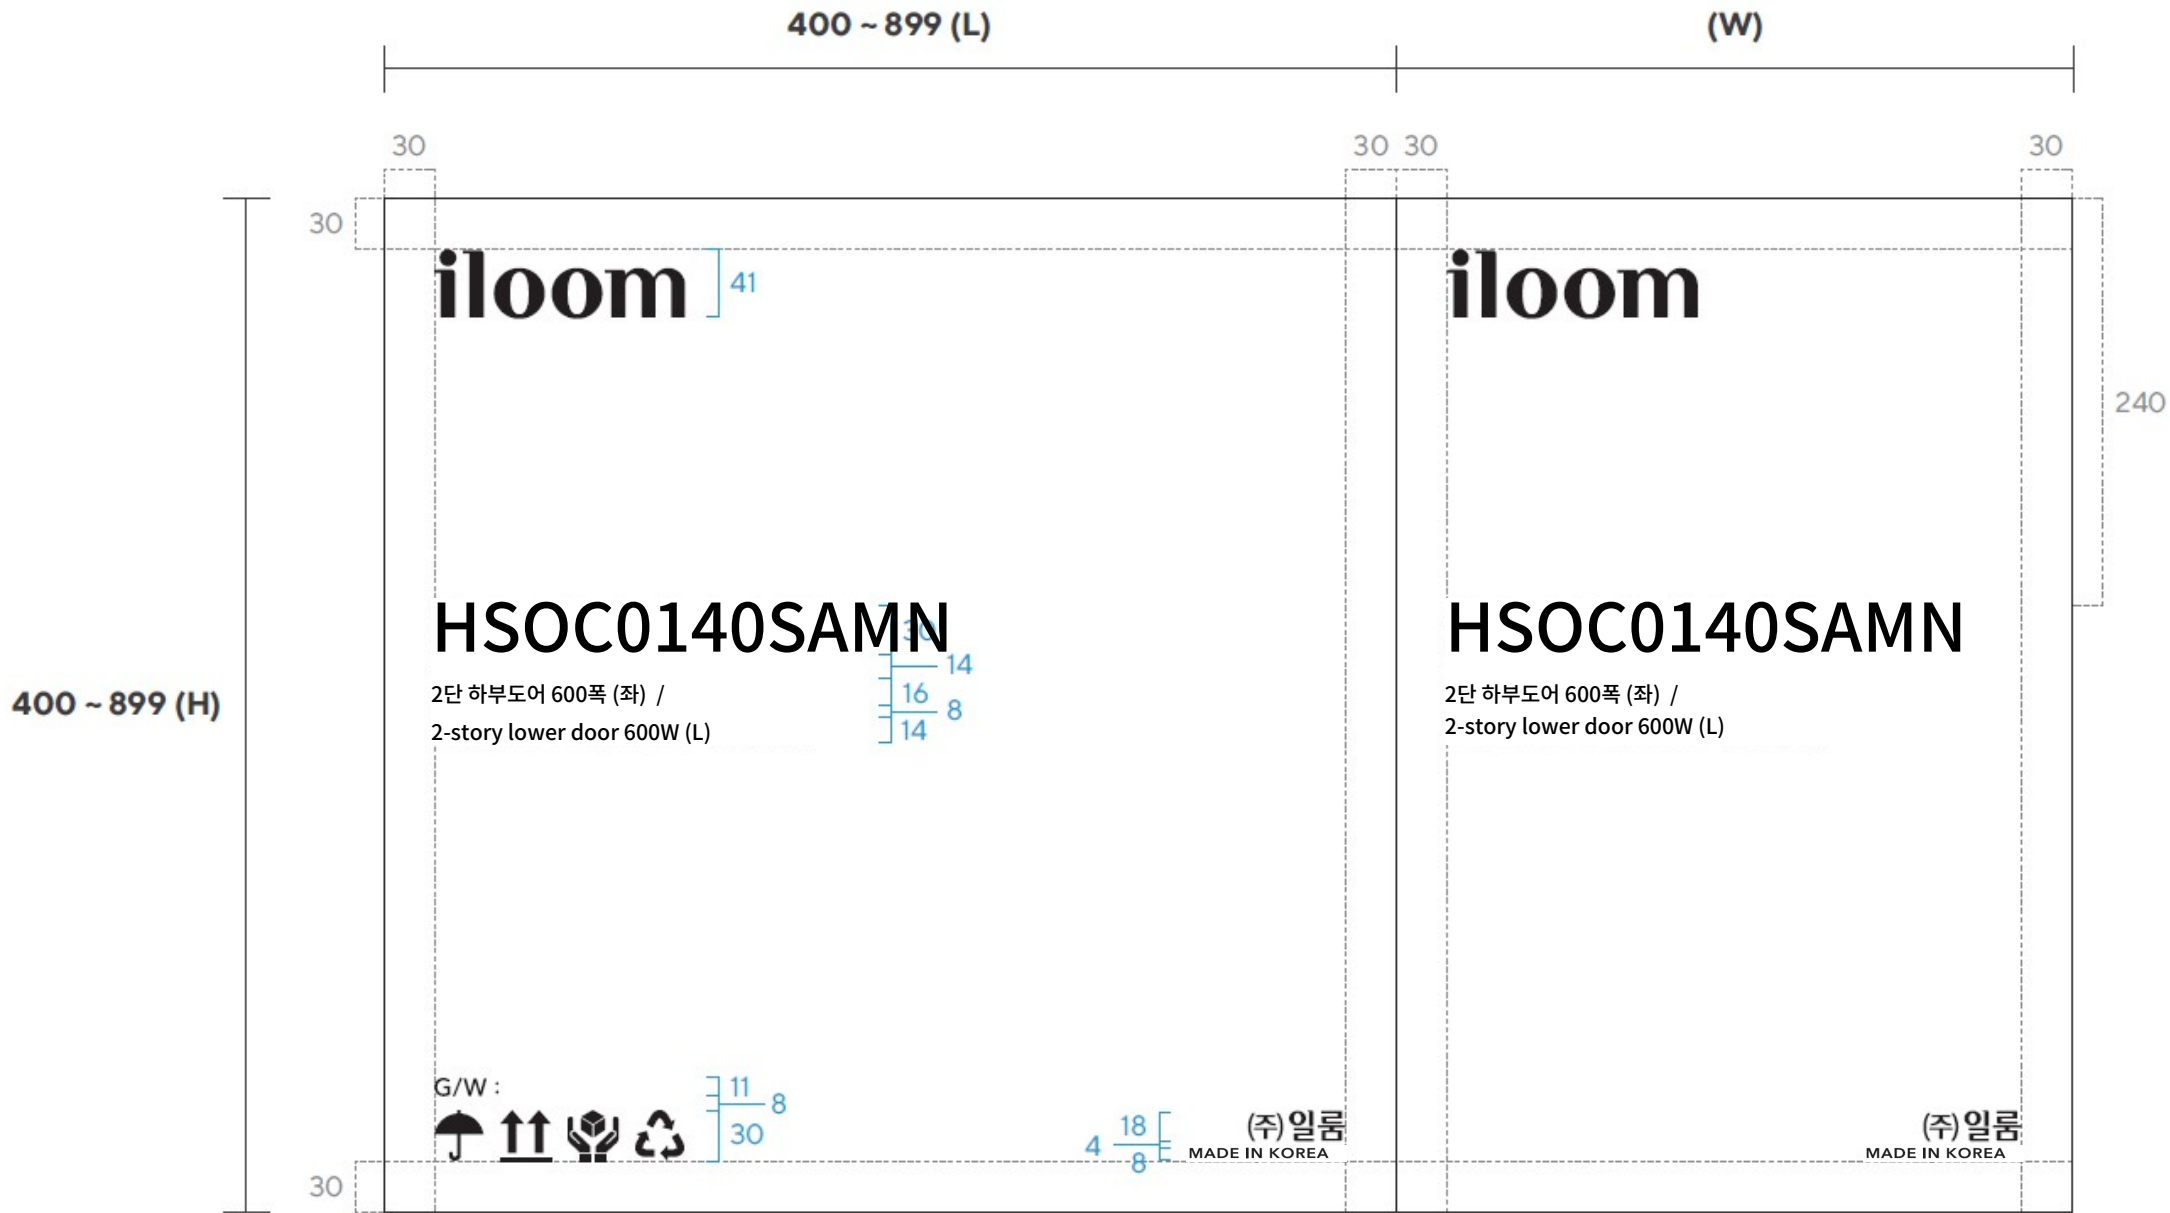 400 ~ 899 (L)
(W)
30
30 30
30
30
iloom
41
iloom
240
HSOC0140SAMN
30
14
HSOC0140SAMN
2단 하부도어 600폭 (좌) /
16
8
2단 하부도어 600폭 (좌) /
400 ~ 899 (H)
2-story lower door 600W (L)
14
2-story lower door 600W (L)
G/W :
11
8
30
18
4
8
(주)일룸
MADE IN KOREA
(주)일룸
MADE IN KOREA
30